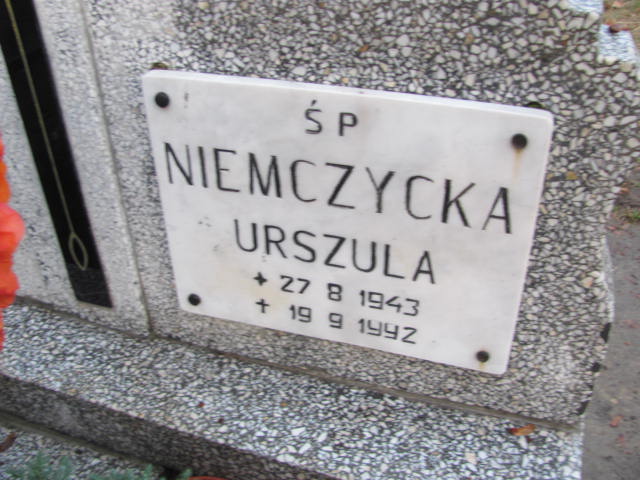 ŚP
NIEMCZYCKA
URSZULA
✦ 27 8 1943
✝ 19 9 1992